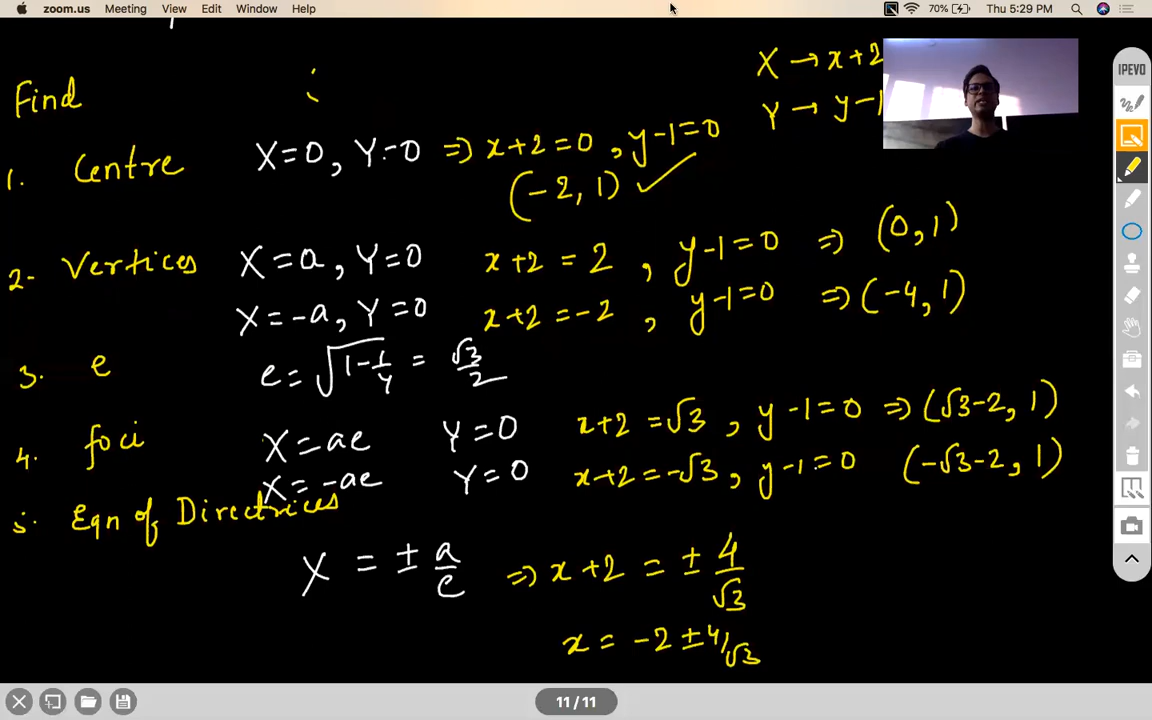 zoom.us Meeting View Edit Window Help 70% Thu 5:29 PM
X → x+2
Find i
Y → y-1
IPEVO
1. Centre X=0, Y=0 ⇒ x+2=0, y-1=0
(-2, 1) ✓
2- Vertices X=a, Y=0 x+2=2, y-1=0 ⇒ (0,1)
X=-a, Y=0 x+2=-2, y-1=0 ⇒ (-4,1)
3. e e=√1-1/4 = √3/2
4. foci X=ae Y=0 x+2=√3, y-1=0 ⇒ (√3-2, 1)
X=-ae Y=0 x+2=-√3, y-1=0 (-√3-2, 1)
5. Eqn of Directrices
X = ± a/e ⇒ x+2 = ± 4/√3
x = -2 ± 4/√3
11/11